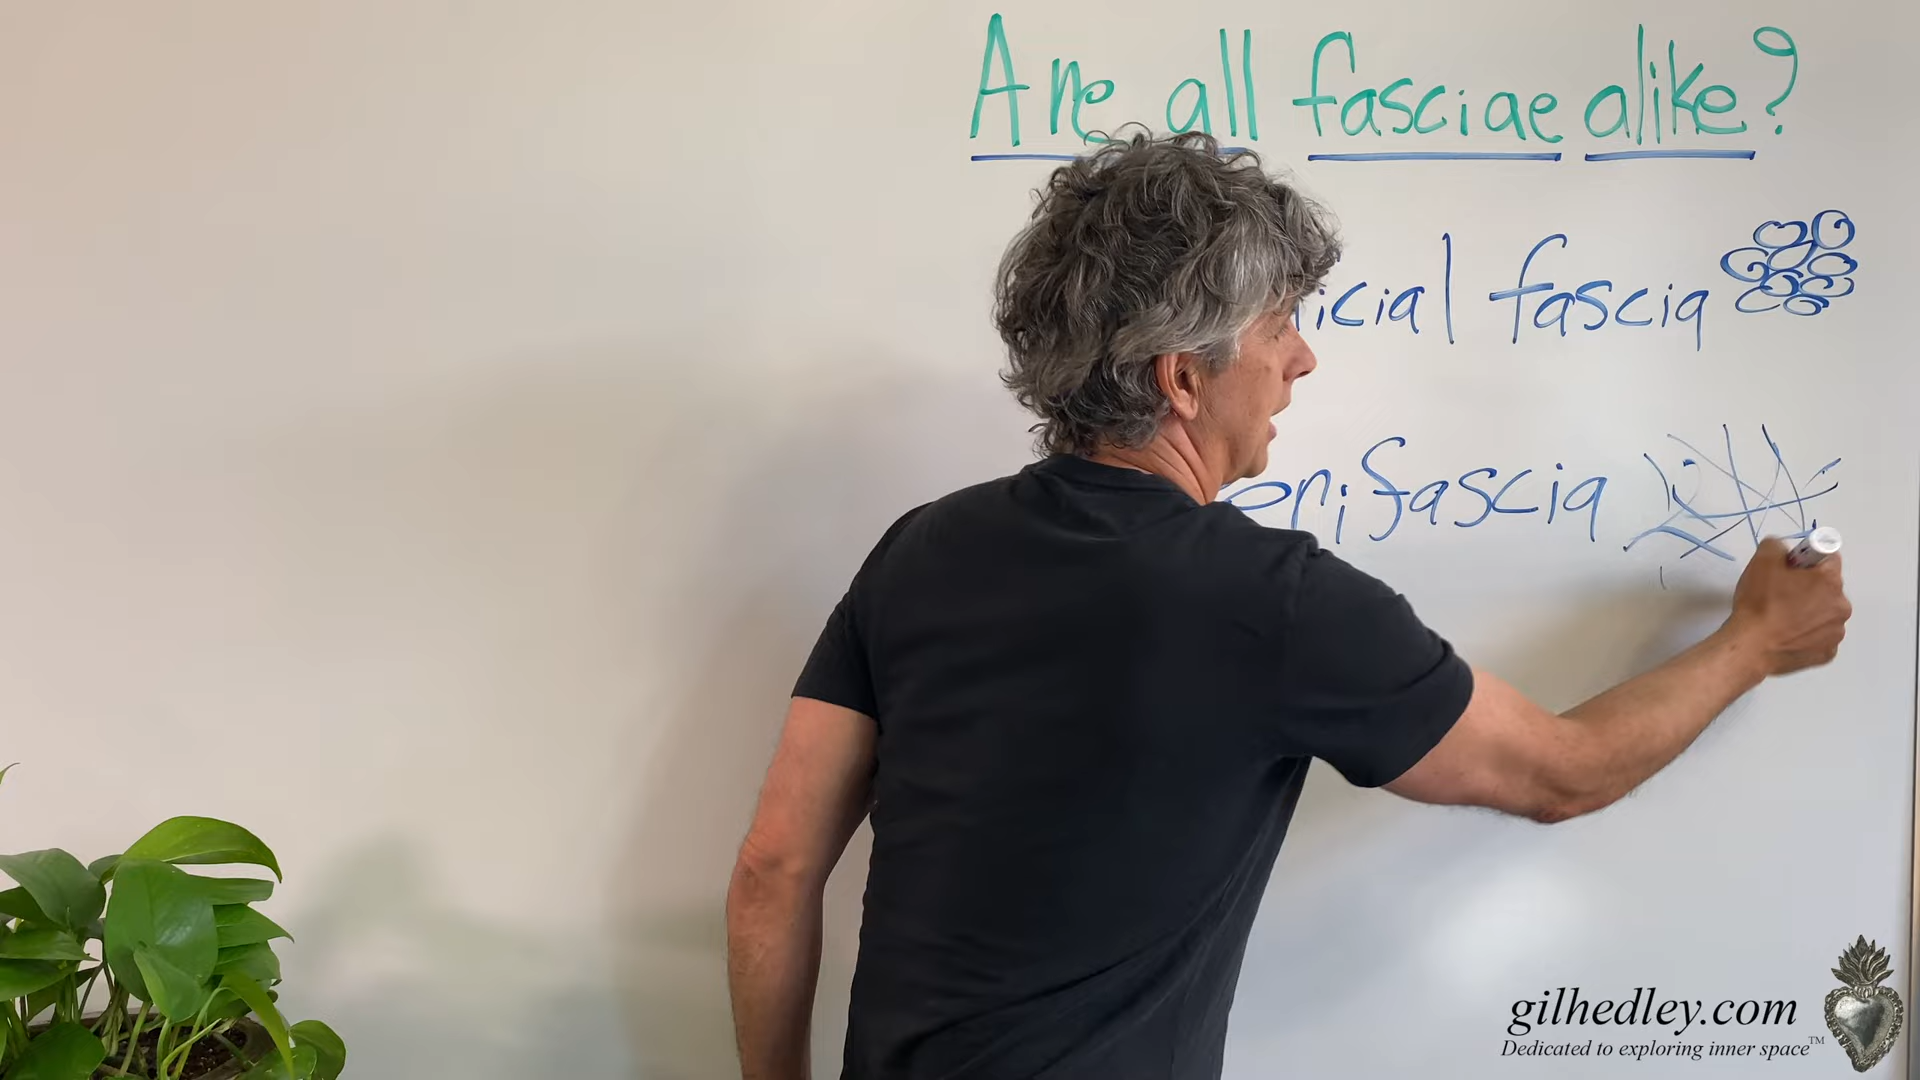 Are all fasciae alike?
icial fascia
erifascia
gilhedley.com
Dedicated to exploring inner space™